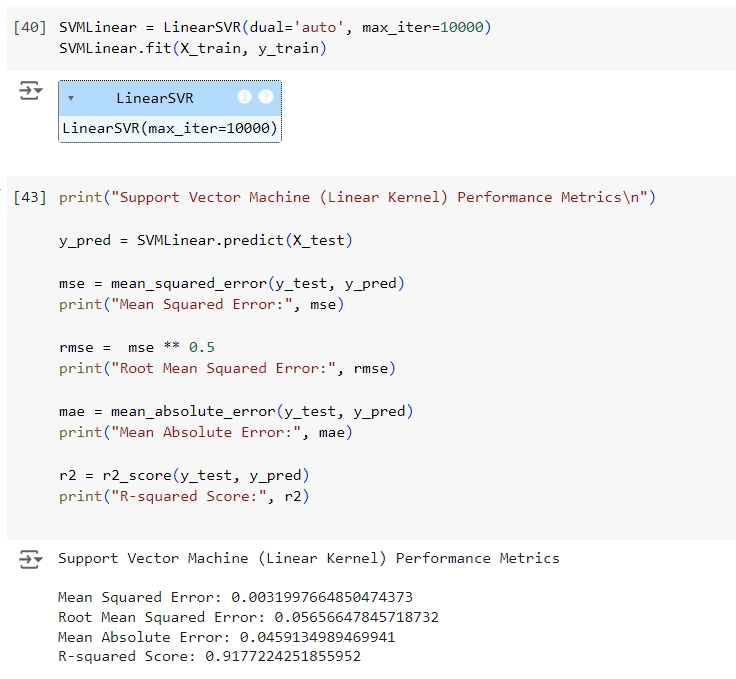 [40] SVMLinear = LinearSVR(dual='auto', max_iter=10000)
SVMLinear.fit(X_train, y_train)
LinearSVR i ?
LinearSVR(max_iter=10000)
[43] print("Support Vector Machine (Linear Kernel) Performance Metrics\n")
y_pred = SVMLinear.predict(X_test)
mse = mean_squared_error(y_test, y_pred)
print("Mean Squared Error:", mse)
rmse =  mse ** 0.5
print("Root Mean Squared Error:", rmse)
mae = mean_absolute_error(y_test, y_pred)
print("Mean Absolute Error:", mae)
r2 = r2_score(y_test, y_pred)
print("R-squared Score:", r2)
Support Vector Machine (Linear Kernel) Performance Metrics
Mean Squared Error: 0.0031997664850474373
Root Mean Squared Error: 0.05656647845718732
Mean Absolute Error: 0.0459134989469941
R-squared Score: 0.9177224251855952